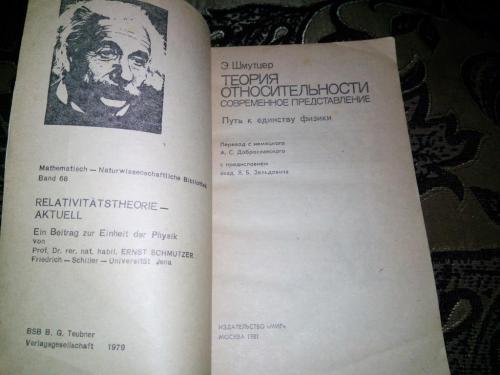 Mathematisch — Naturwissenschaftliche Bibliothek
Band 68
RELATIVITÄTSTHEORIE —
AKTUELL
Ein Beitrag zur Einheit der Physik
von
Prof. Dr. rer. nat. habil. ERNST SCHMUTZER
Friedrich — Schiller — Universität Jena
BSB B. G. Teubner
Verlagsgesellschaft 1979
Э. Шмутцер
ТЕОРИЯ
ОТНОСИТЕЛЬНОСТИ
СОВРЕМЕННОЕ ПРЕДСТАВЛЕНИЕ
Путь к единству физики
Перевод с немецкого
А. С. Доброславского
с предисловием
акад. Я. Б. Зельдовича
ИЗДАТЕЛЬСТВО «МИР»
МОСКВА 1981